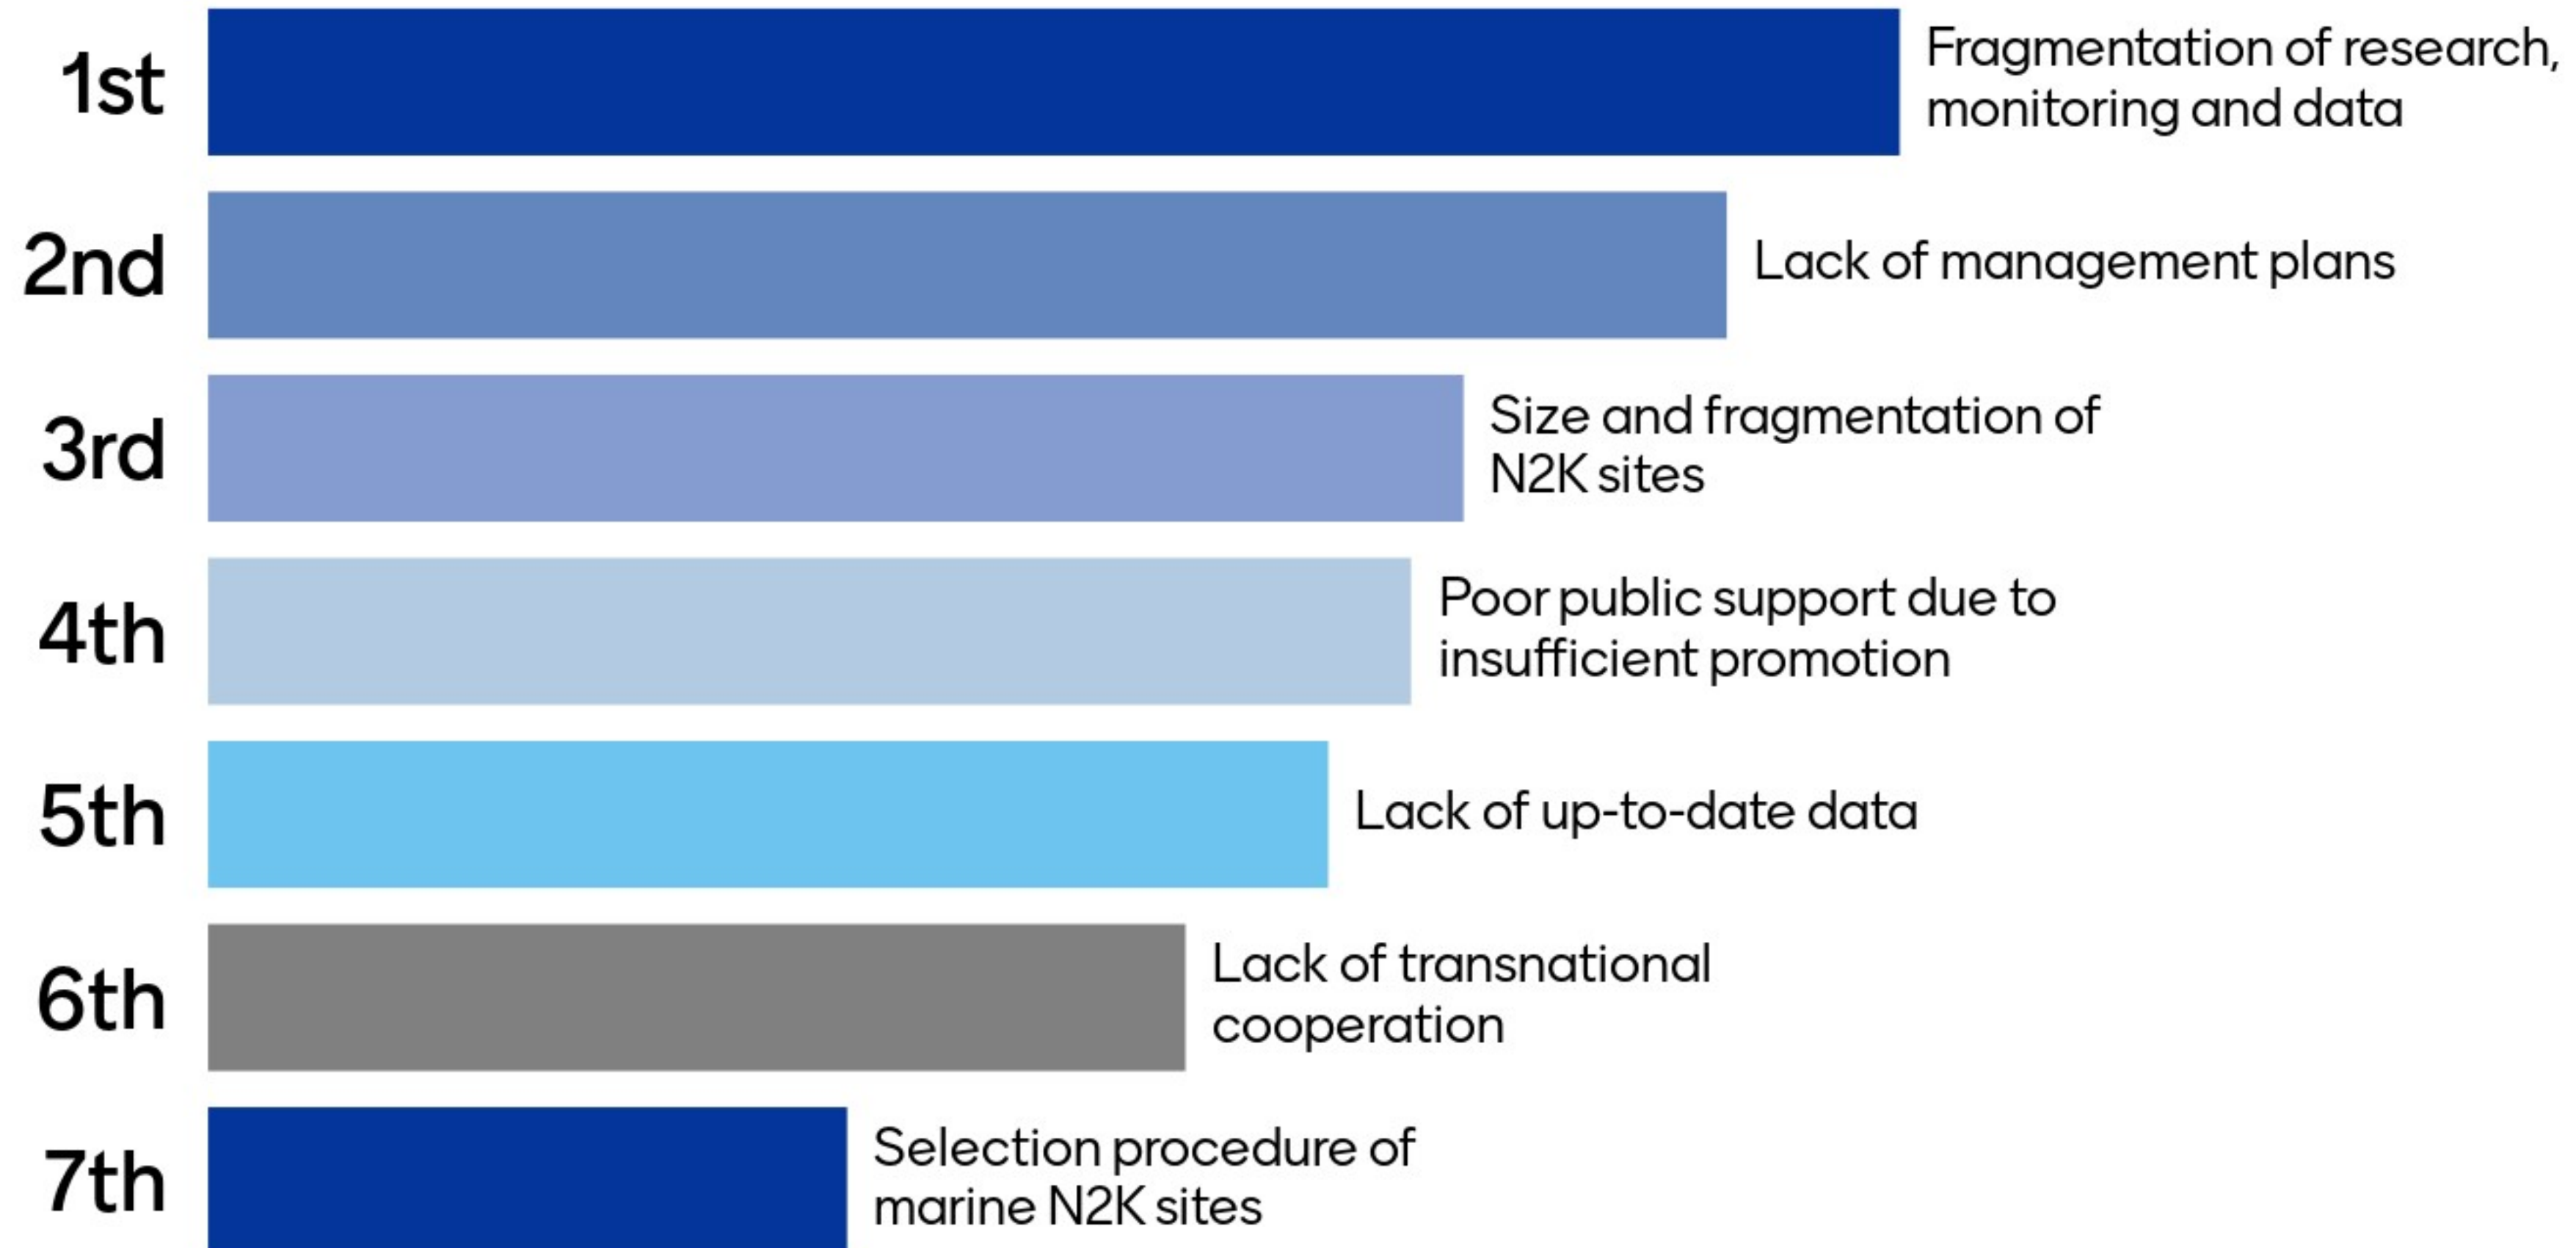 1st
Fragmentation of research,
monitoring and data
2nd
Lack of management plans
3rd
Size and fragmentation of
N2K sites
4th
Poor public support due to
insufficient promotion
5th
Lack of up-to-date data
6th
Lack of transnational
cooperation
7th
Selection procedure of
marine N2K sites